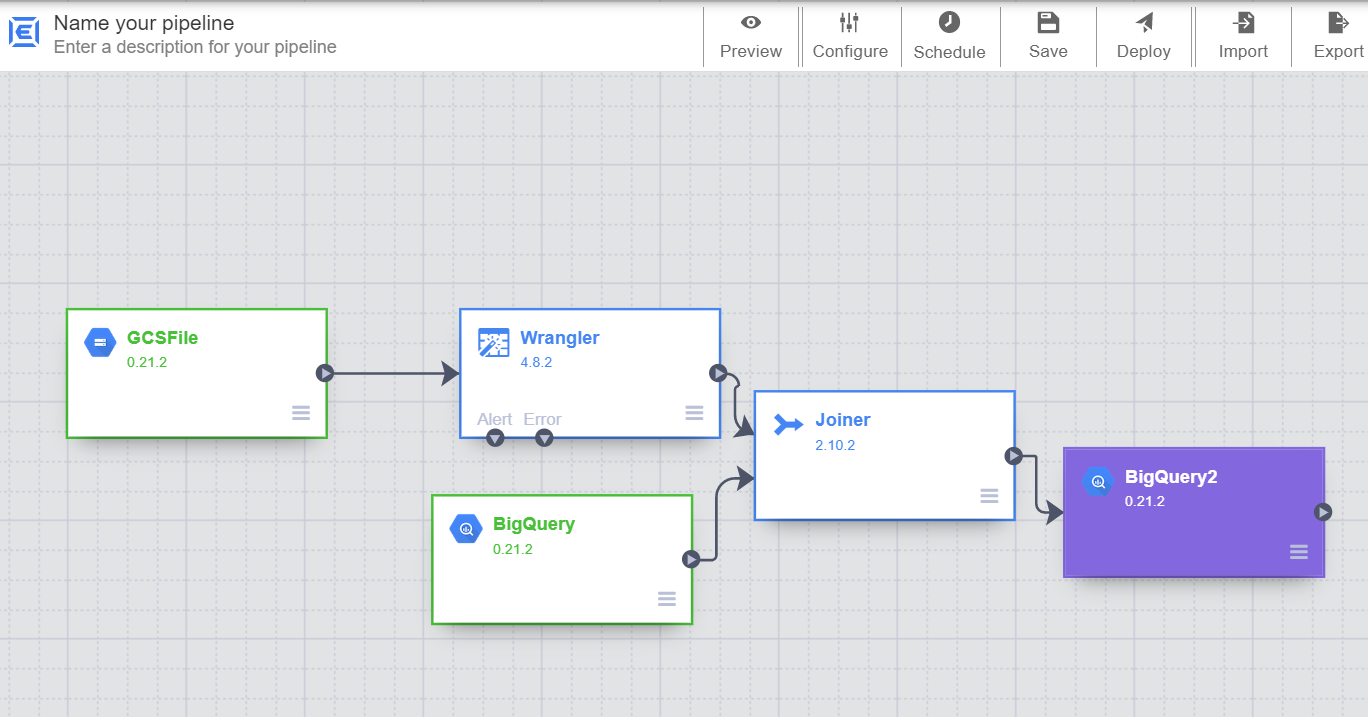 Name your pipeline
Enter a description for your pipeline
Preview
Configure
Schedule
Save
Deploy
Import
Export
GCSFile
0.21.2
Wrangler
4.8.2
Alert Error
Joiner
2.10.2
BigQuery2
0.21.2
BigQuery
0.21.2